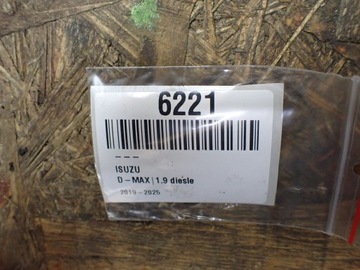 6221
---
ISUZU
D-MAX | 1.9 diesle
2019-2025